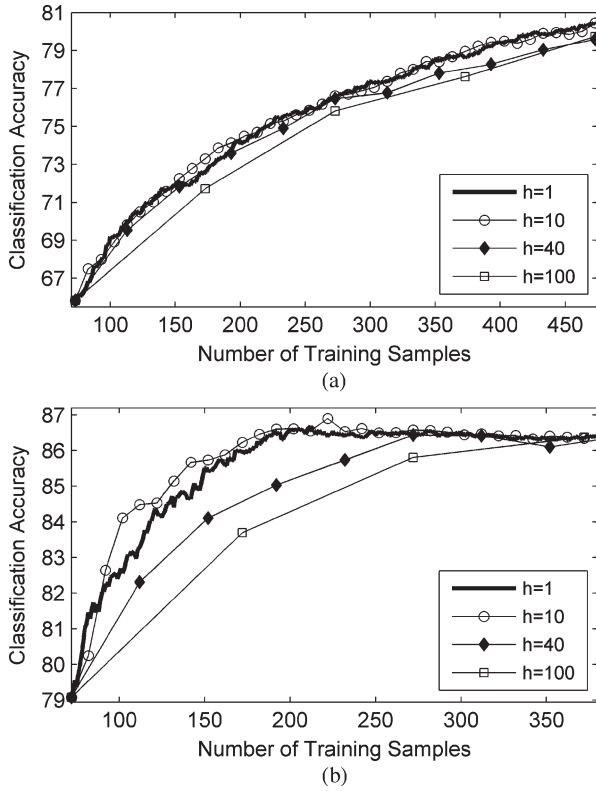 81
79
77
75
73
71
69
67
Classification Accuracy
h=1
h=10
h=40
h=100
100 150 200 250 300 350 400 450
Number of Training Samples
(a)
87
86
85
84
83
82
81
80
79
Classification Accuracy
h=1
h=10
h=40
h=100
100 150 200 250 300 350
Number of Training Samples
(b)